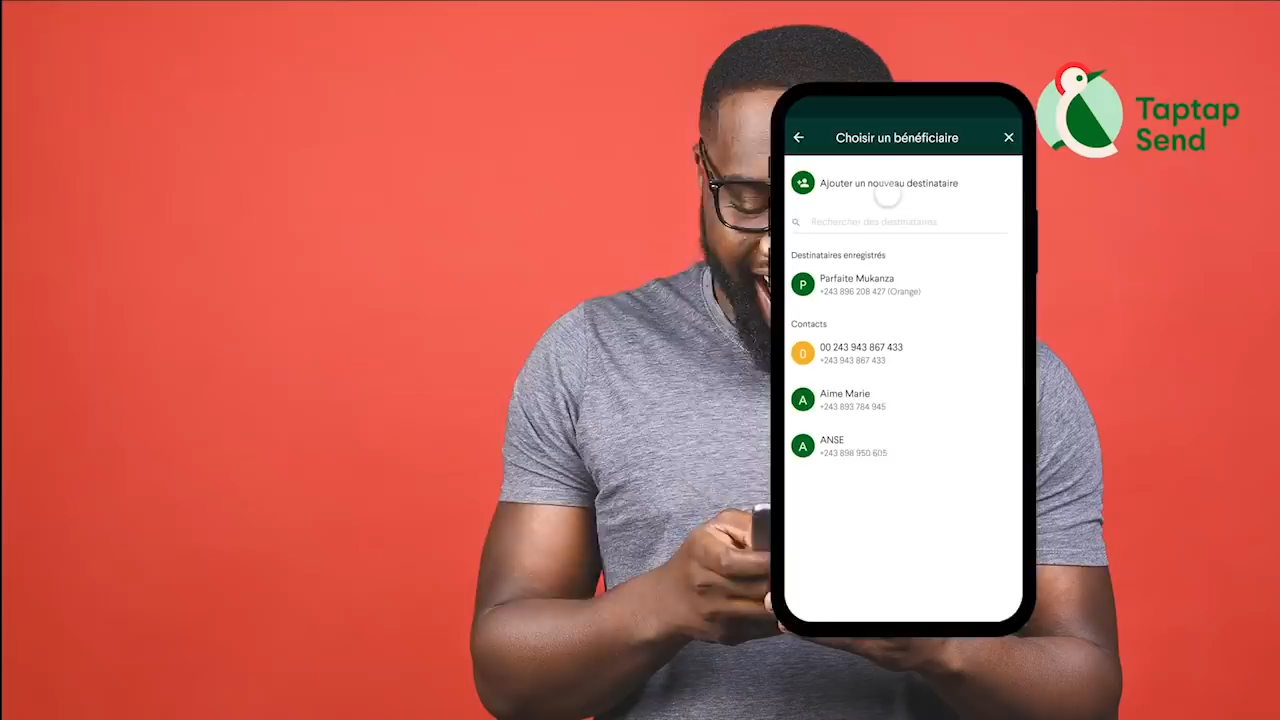 Taptap
Send
Choisir un bénéficiaire
Ajouter un nouveau destinataire
Rechercher des destinataires
Destinataires enregistrés
P
Parfaite Mukanza
+243 896 208 427 (Orange)
Contacts
0
00 243 943 867 433
+243 943 867 433
A
Aime Marie
+243 893 784 945
A
ANSE
+243 898 950 605